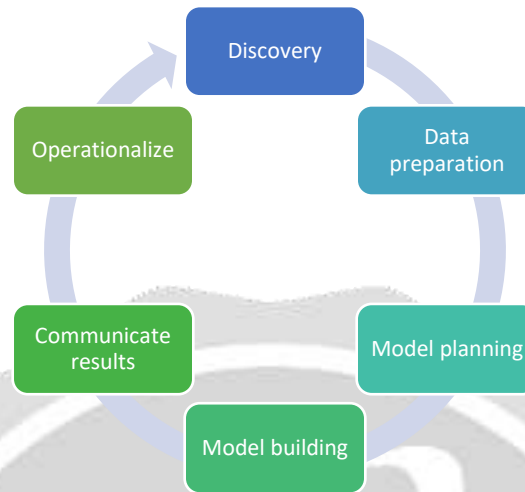 Discovery
Data
preparation
Model planning
Model building
Communicate
results
Operationalize